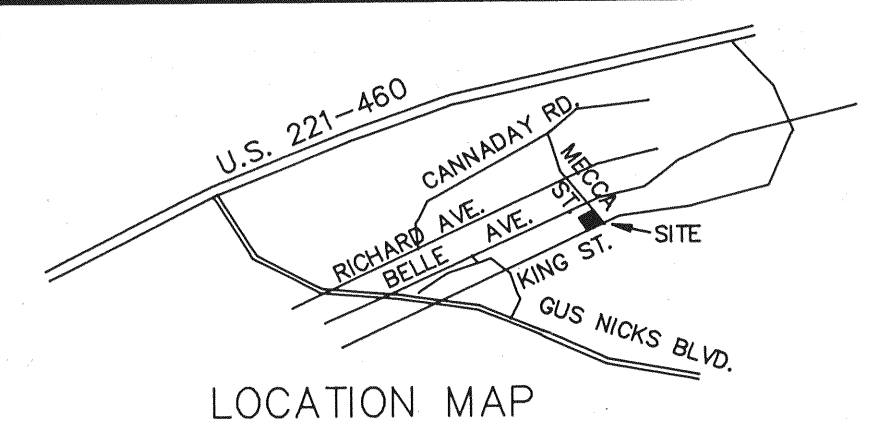 U.S. 221-460
CANNADAY RD.
MECCA
ST.
RICHARD AVE.
BELLE AVE.
SITE
KING ST.
GUS NICKS BLVD.
LOCATION MAP